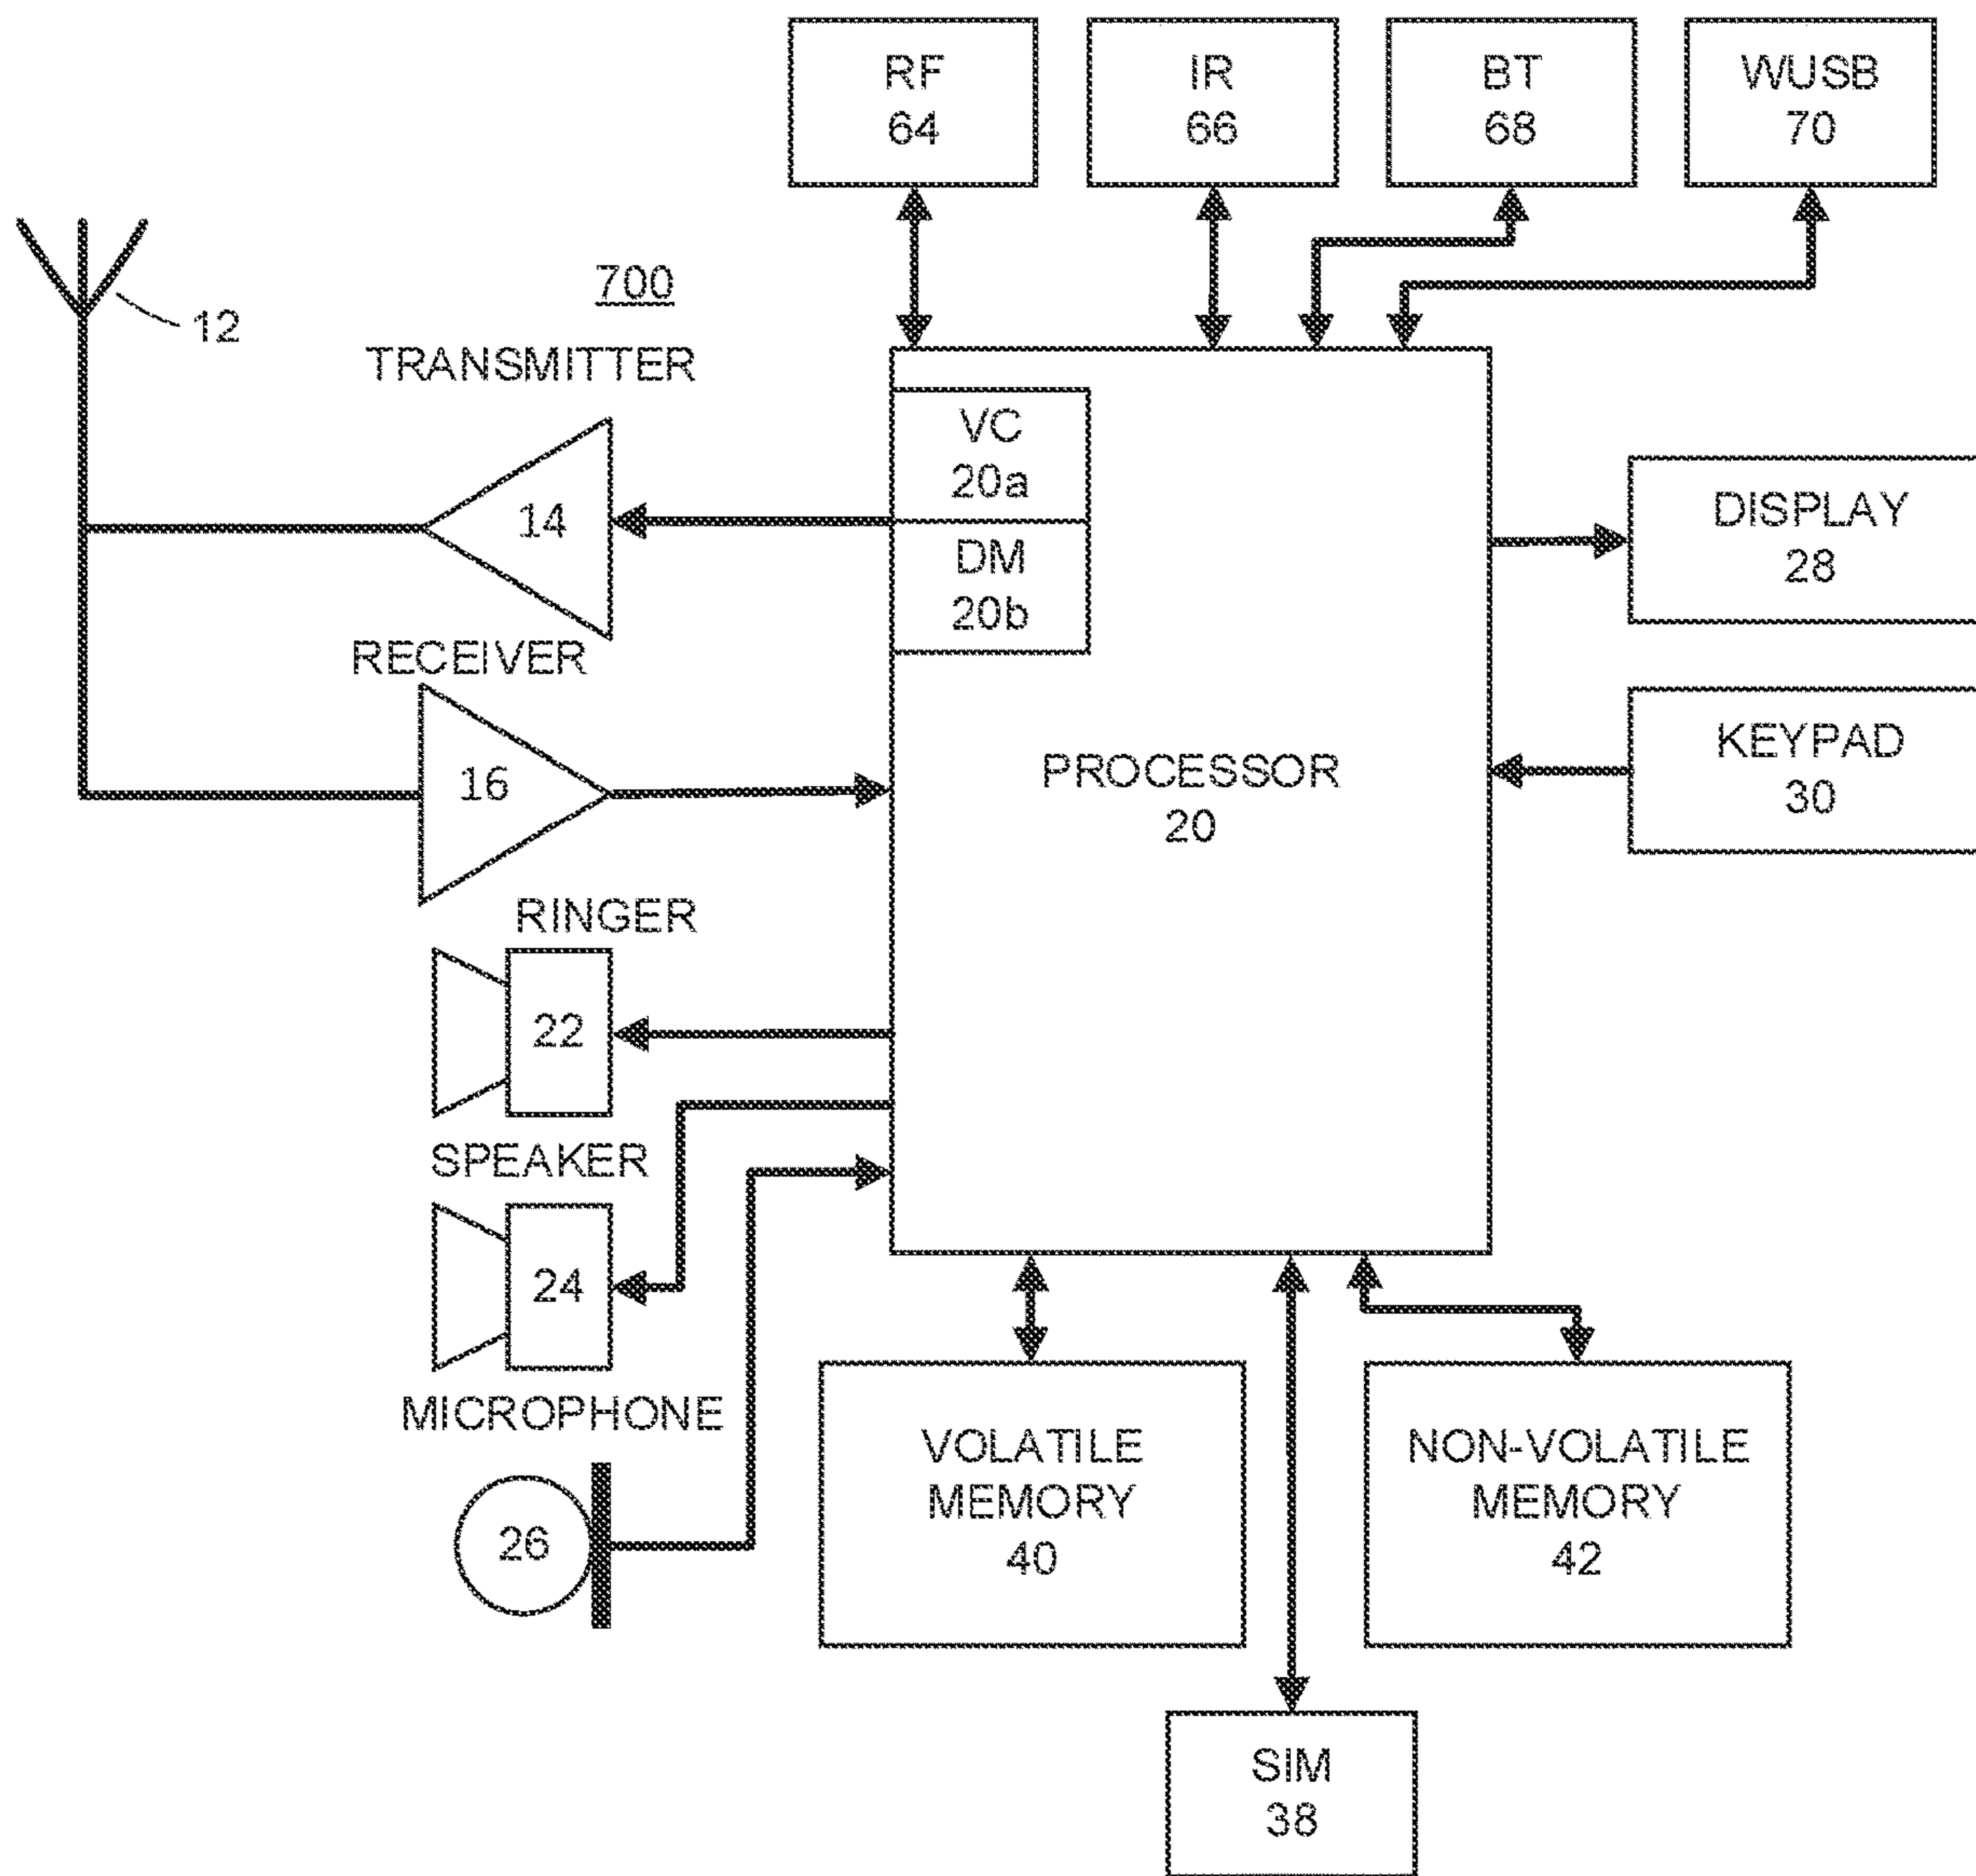 RF
64
IR
66
BT
68
WUSB
70
12
700
TRANSMITTER
14
VC
20a
DM
20b
DISPLAY
28
RECEIVER
16
PROCESSOR
20
KEYPAD
30
RINGER
22
SPEAKER
24
MICROPHONE
26
VOLATILE
MEMORY
40
NON-VOLATILE
MEMORY
42
SIM
38